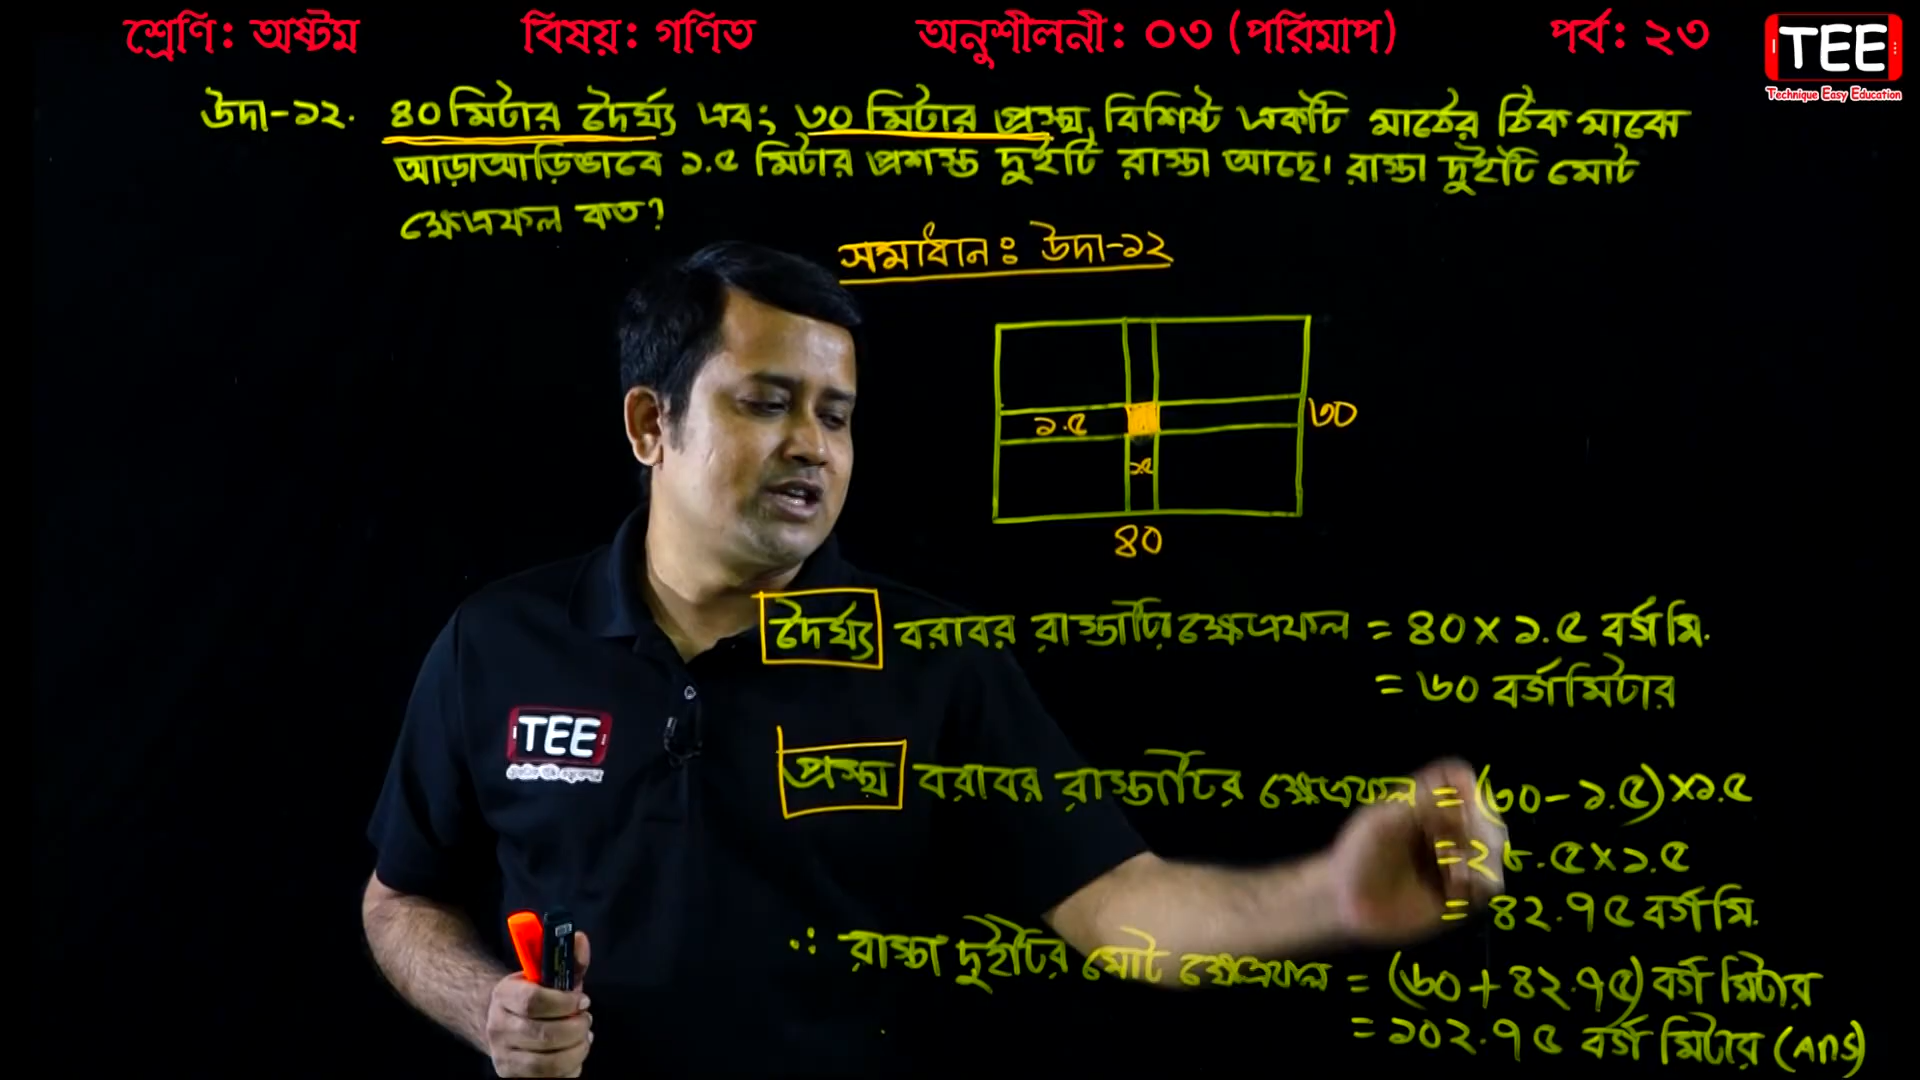 শ্রেণি: অষ্টম বিষয়: গণিত অনুশীলনী: ০৩ (পরিমাপ) পর্ব: ২৩
TEE
Technique Easy Education
উদা-১২. ৪০ মিটার দৈর্ঘ্য এবং ৩০ মিটার প্রস্থ বিশিষ্ট একটি মাঠের ঠিক মাঝে
আড়াআড়িভাবে ১.৫ মিটার প্রশস্ত দুইটি রাস্তা আছে। রাস্তা দুইটি মোট
ক্ষেত্রফল কত?
সমাধান: উদা-১২
৩০
১.৫
১.৫
৪০
দৈর্ঘ্য বরাবর রাস্তাটির ক্ষেত্রফল = ৪০ x ১.৫ বর্গ মি.
= ৬০ বর্গমিটার
TEE
প্রস্থ বরাবর রাস্তাটির ক্ষেত্রফল = (৩০ - ১.৫) x ১.৫
= ২৮.৫ x ১.৫
= ৪২.৭৫ বর্গ মি.
∴ রাস্তা দুইটির মোট ক্ষেত্রফল = (৬০ + ৪২.৭৫) বর্গ মিটার
= ১০২.৭৫ বর্গ মিটার (Ans)